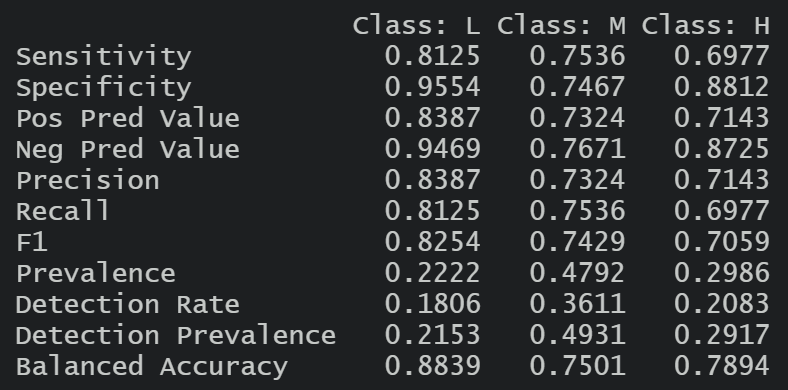 Class: L Class: M Class: H
Sensitivity 0.8125 0.7536 0.6977
Specificity 0.9554 0.7467 0.8812
Pos Pred Value 0.8387 0.7324 0.7143
Neg Pred Value 0.9469 0.7671 0.8725
Precision 0.8387 0.7324 0.7143
Recall 0.8125 0.7536 0.6977
F1 0.8254 0.7429 0.7059
Prevalence 0.2222 0.4792 0.2986
Detection Rate 0.1806 0.3611 0.2083
Detection Prevalence 0.2153 0.4931 0.2917
Balanced Accuracy 0.8839 0.7501 0.7894